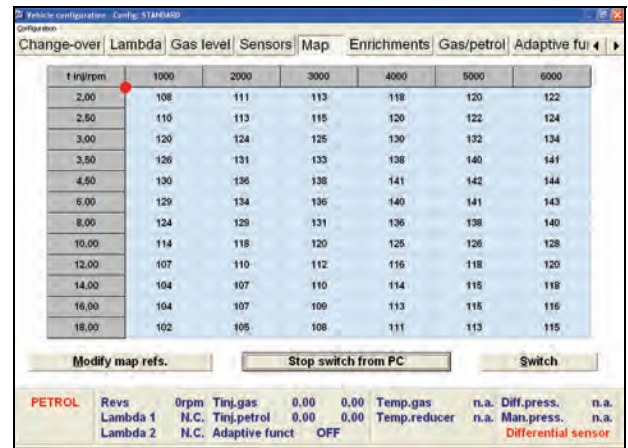 Vehicle configuration Config: STANDARD
Configuration
Change-over Lambda Gas level Sensors Map Enrichments Gas/petrol Adaptive fu
t inj/rpm 1000 2000 3000 4000 5000 6000
2,00 108 111 113 118 120 122
2,50 110 113 115 120 122 124
3,00 120 124 125 130 132 134
3,50 126 131 133 138 140 141
4,50 130 136 138 141 142 144
6,00 129 134 136 140 141 143
8,00 124 129 131 136 138 140
10,00 114 118 120 125 126 128
12,00 107 110 112 116 118 120
14,00 104 107 110 114 115 118
16,00 104 107 109 113 115 116
18,00 102 105 108 111 113 115
Modify map refs. Stop switch from PC Switch
PETROL Revs 0rpm Tinj.gas 0.00 0.00 Temp.gas n.a. Diff.press. n.a.
Lambda 1 N.C. Tinj.petrol 0.00 0.00 Temp.reducer n.a. Man.press. n.a.
Lambda 2 N.C. Adaptive funct OFF Differential sensor